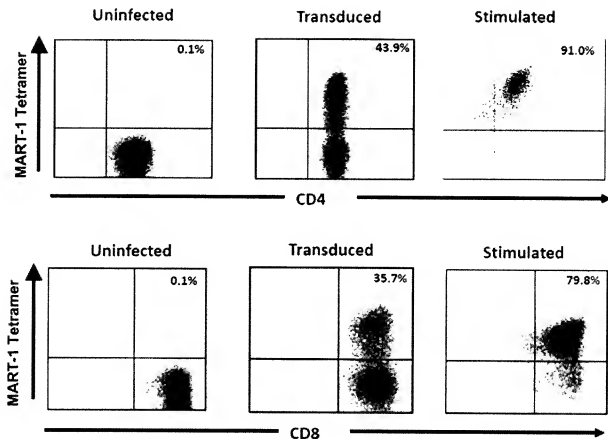 Uninfected Transduced Stimulated
MART-1 Tetramer
0.1% 43.9% 91.0%
CD4
Uninfected Transduced Stimulated
MART-1 Tetramer
0.1% 35.7% 79.8%
CD8